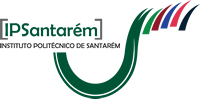 [IPSantarém]
INSTITUTO POLITÉCNICO DE SANTARÉM